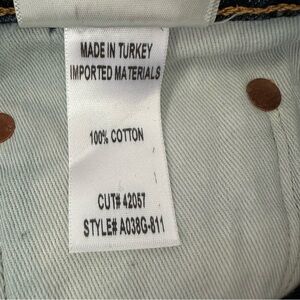 MADE IN TURKEY
IMPORTED MATERIALS
100% COTTON
CUT# 42057
STYLE# A038G-811